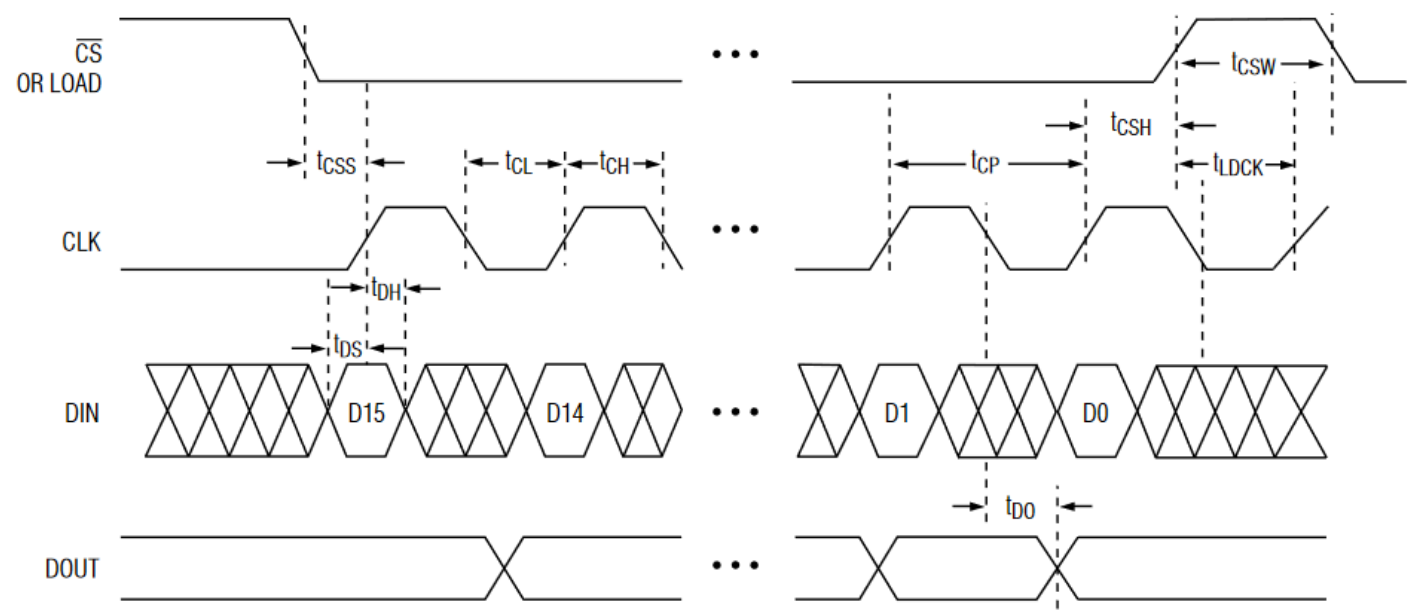 C̅S̅
OR LOAD
• • •
tCSW
tCSH
tCSS
tCL
tCH
tCP
tLDCK
CLK
• • •
tDH
tDS
DIN
D15
D14
• • •
D1
D0
tDO
DOUT
• • •